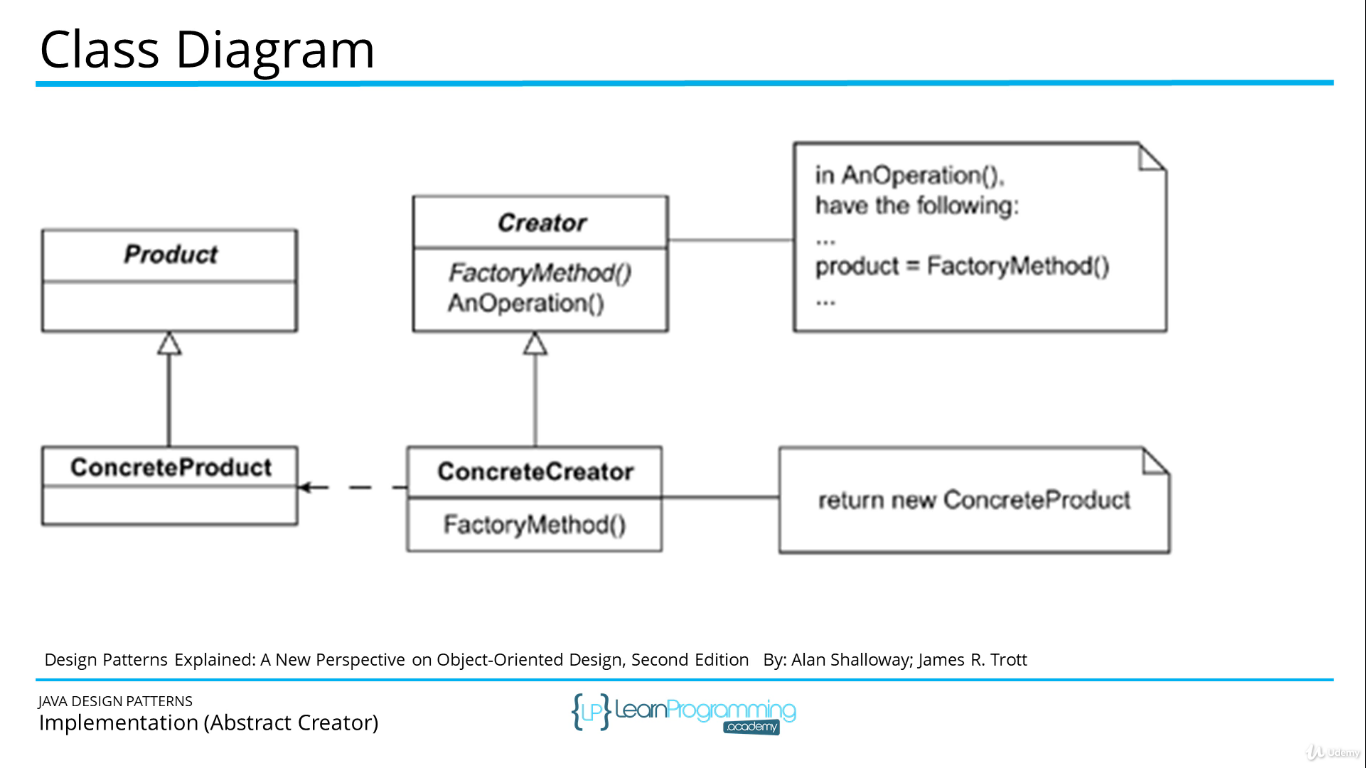 Class Diagram
Product
Creator
FactoryMethod()
AnOperation()
in AnOperation(),
have the following:
...
product = FactoryMethod()
...
ConcreteProduct
ConcreteCreator
FactoryMethod()
return new ConcreteProduct
Design Patterns Explained: A New Perspective on Object-Oriented Design, Second Edition By: Alan Shalloway; James R. Trott
JAVA DESIGN PATTERNS
Implementation (Abstract Creator)
{LP} LearnProgramming
.academy
Udemy